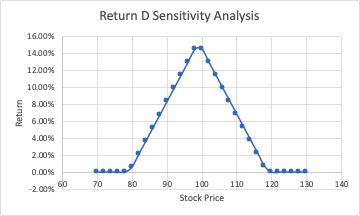 Return D Sensitivity Analysis
16.00%
14.00%
12.00%
10.00%
8.00%
6.00%
4.00%
2.00%
0.00%
-2.00%
Return
60 70 80 90 100 110 120 130 140
Stock Price